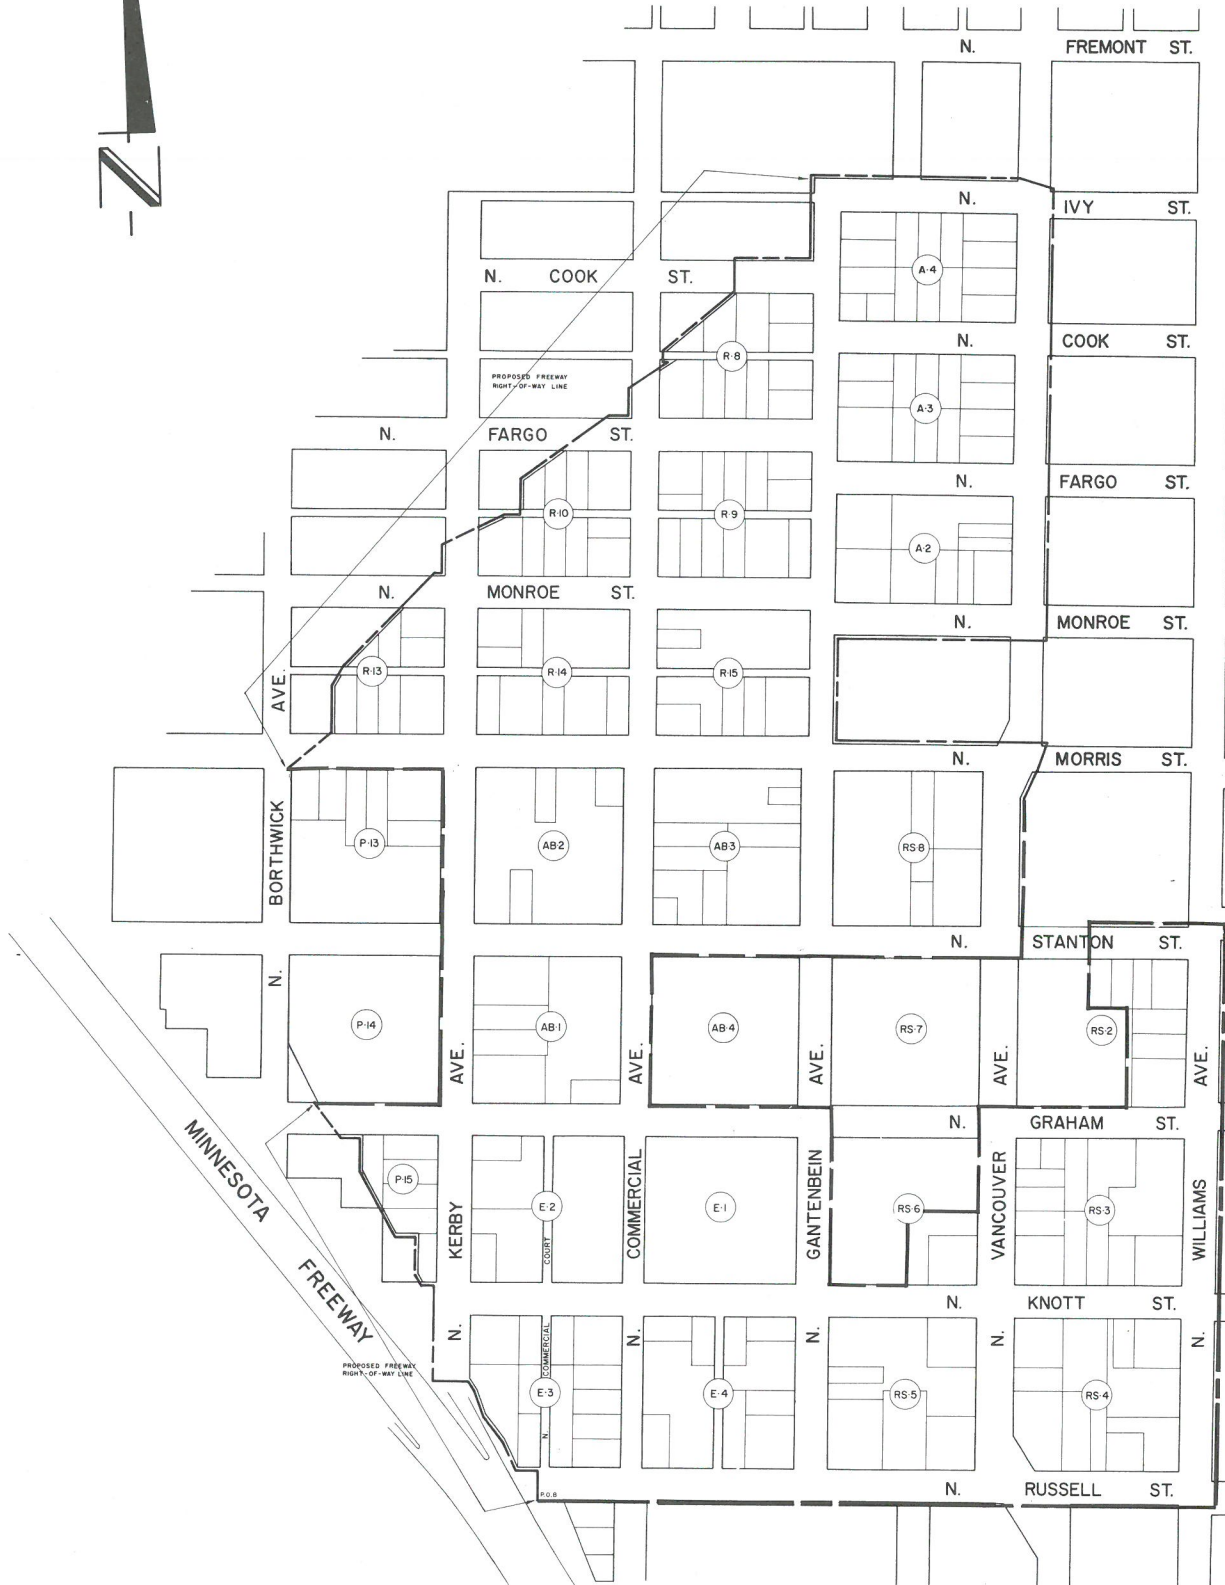 N. FREMONT ST.
N
N. IVY ST.
A-4
N. COOK ST.
N. COOK ST.
R-8
PROPOSED FREEWAY
RIGHT-OF-WAY LINE
A-3
N. FARGO ST.
N. FARGO ST.
R-10
R-9
A-2
N. MONROE ST.
N. MONROE ST.
R-13
R-14
R-15
AVE.
N. MORRIS ST.
BORTHWICK
P-13
AB-2
AB-3
RS-8
N. STANTON ST.
N.
P-14
AB-1
AB-4
RS-7
RS-2
AVE.
AVE.
AVE.
AVE.
AVE.
N. GRAHAM ST.
MINNESOTA
FREEWAY
P-15
KERBY
E-2
COURT
COMMERCIAL
E-1
GANTENBEIN
RS-6
VANCOUVER
RS-3
WILLIAMS
N. KNOTT ST.
N.
N.
N.
N.
N.
PROPOSED FREEWAY
RIGHT-OF-WAY LINE
COMMERCIAL
E-3
N.
E-4
RS-5
RS-4
P.O.B
N. RUSSELL ST.